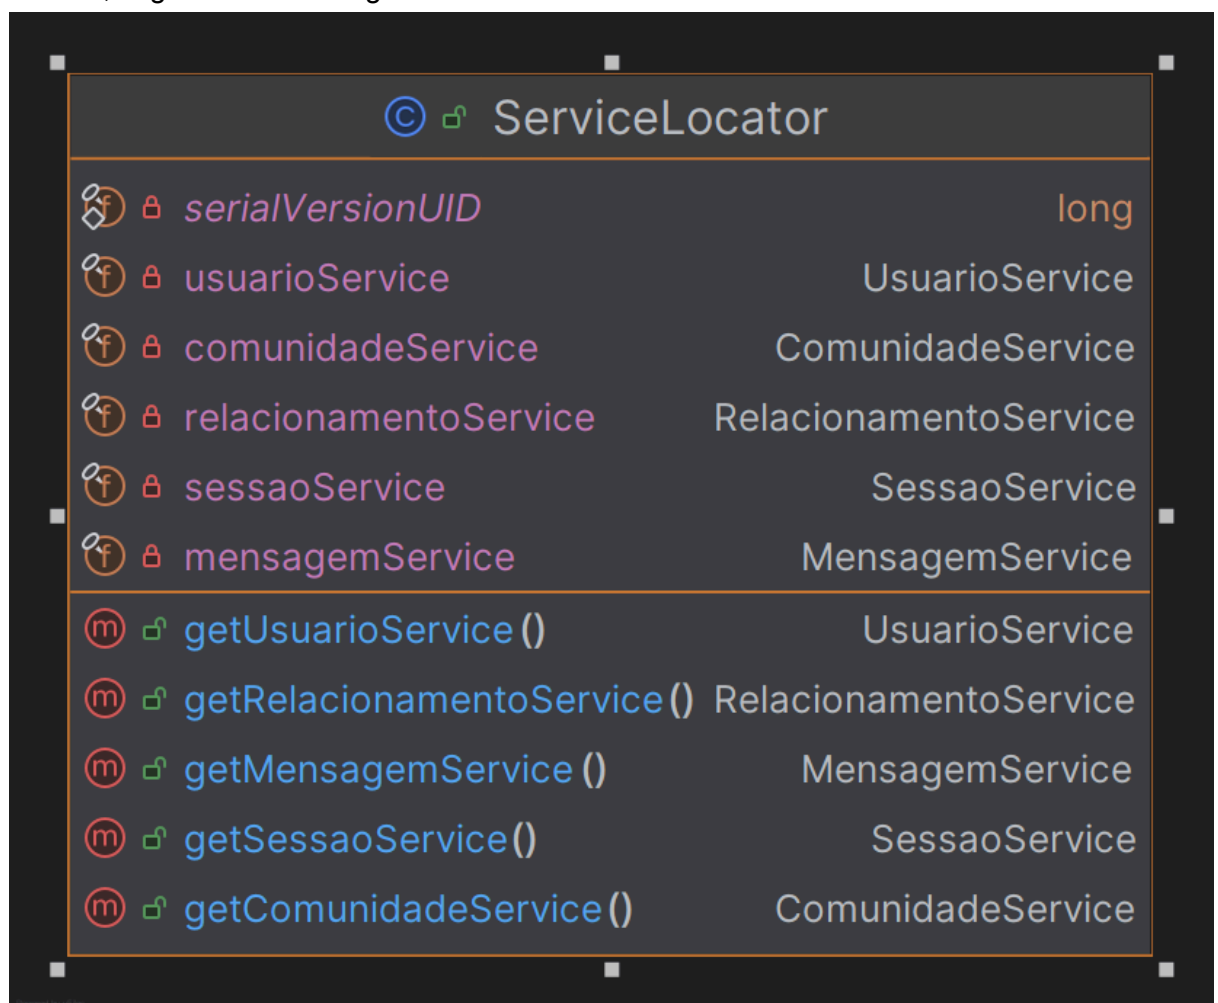 ServiceLocator
serialVersionUID long
usuarioService UsuarioService
comunidadeService ComunidadeService
relacionamentoService RelacionamentoService
sessaoService SessaoService
mensagemService MensagemService
getUsuarioService() UsuarioService
getRelacionamentoService() RelacionamentoService
getMensagemService() MensagemService
getSessaoService() SessaoService
getComunidadeService() ComunidadeService